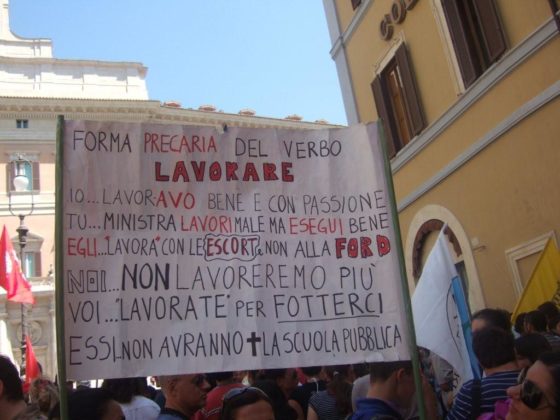 FORMA PRECARIA DEL VERBO
LAVORARE
IO...LAVORAVO BENE E CON PASSIONE
TU...MINISTRA LAVORI MALE MA ESEGUI BENE
EGLI..."LAVORA" CON LE ESCORT e NON ALLA FORD
NOI... NON LAVOREREMO PIÙ
VOI..."LAVORATE" PER FOTTERCI
ESSI..NON AVRANNO LA SCUOLA PUBBLICA